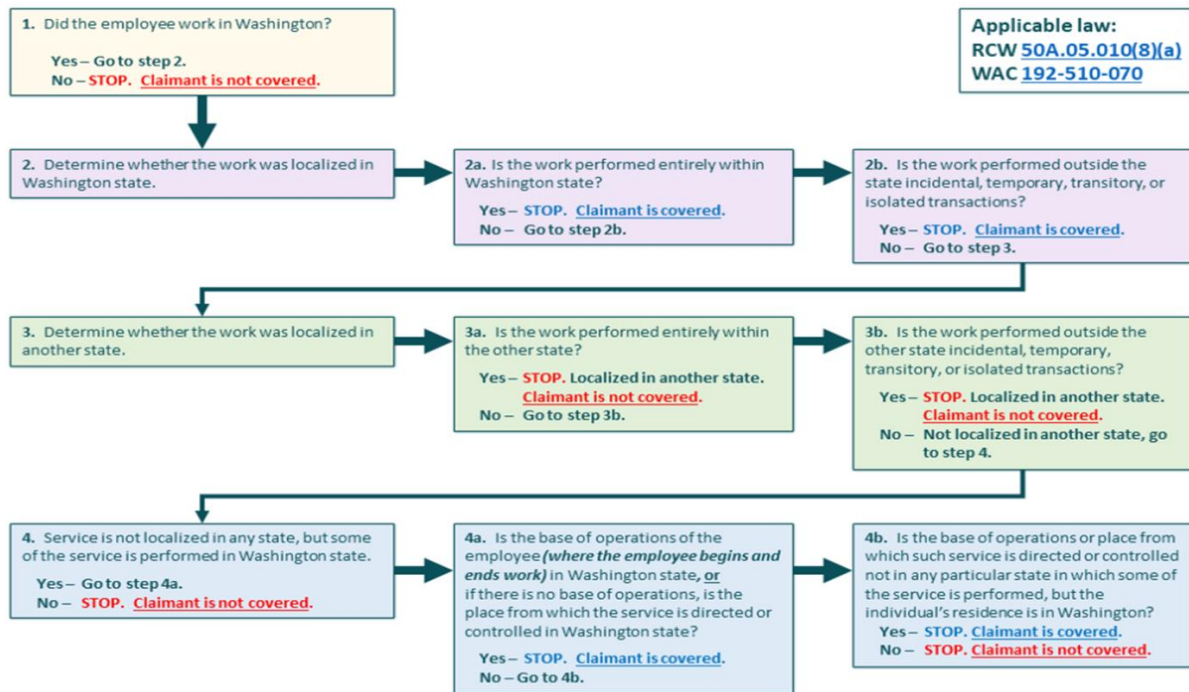 1. Did the employee work in Washington?
Yes – Go to step 2.
No – STOP. Claimant is not covered.
Applicable law:
RCW 50A.05.010(8)(a)
WAC 192-510-070
2. Determine whether the work was localized in
Washington state.
2a. Is the work performed entirely within
Washington state?
Yes – STOP. Claimant is covered.
No – Go to step 2b.
2b. Is the work performed outside the
state incidental, temporary, transitory, or
isolated transactions?
Yes – STOP. Claimant is covered.
No – Go to step 3.
3. Determine whether the work was localized in
another state.
3a. Is the work performed entirely within
the other state?
Yes – STOP. Localized in another state.
Claimant is not covered.
No – Go to step 3b.
3b. Is the work performed outside the
other state incidental, temporary,
transitory, or isolated transactions?
Yes – STOP. Localized in another state.
Claimant is not covered.
No – Not localized in another state, go
to step 4.
4. Service is not localized in any state, but some
of the service is performed in Washington state.
Yes – Go to step 4a.
No – STOP. Claimant is not covered.
4a. Is the base of operations of the
employee (where the employee begins and
ends work) in Washington state, or
if there is no base of operations, is the
place from which the service is directed or
controlled in Washington state?
Yes – STOP. Claimant is covered.
No – Go to 4b.
4b. Is the base of operations or place from
which such service is directed or controlled
not in any particular state in which some of
the service is performed, but the
individual's residence is in Washington?
Yes – STOP. Claimant is covered.
No – STOP. Claimant is not covered.